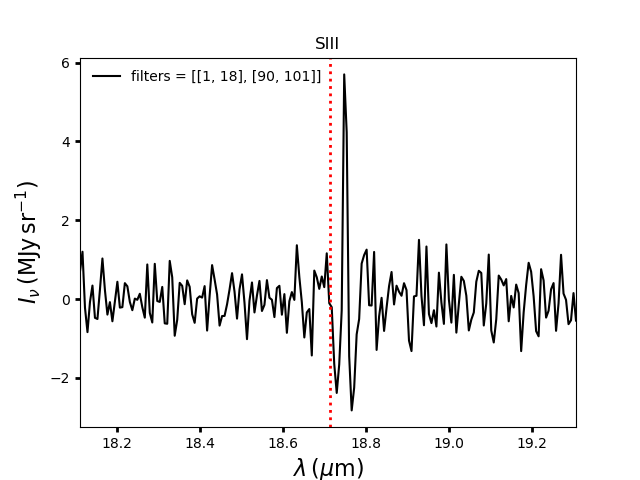 SIII
filters = [[1, 18], [90, 101]]
6
4
2
0
−2
I_ν (MJy sr⁻¹)
18.2 18.4 18.6 18.8 19.0 19.2
λ (μm)